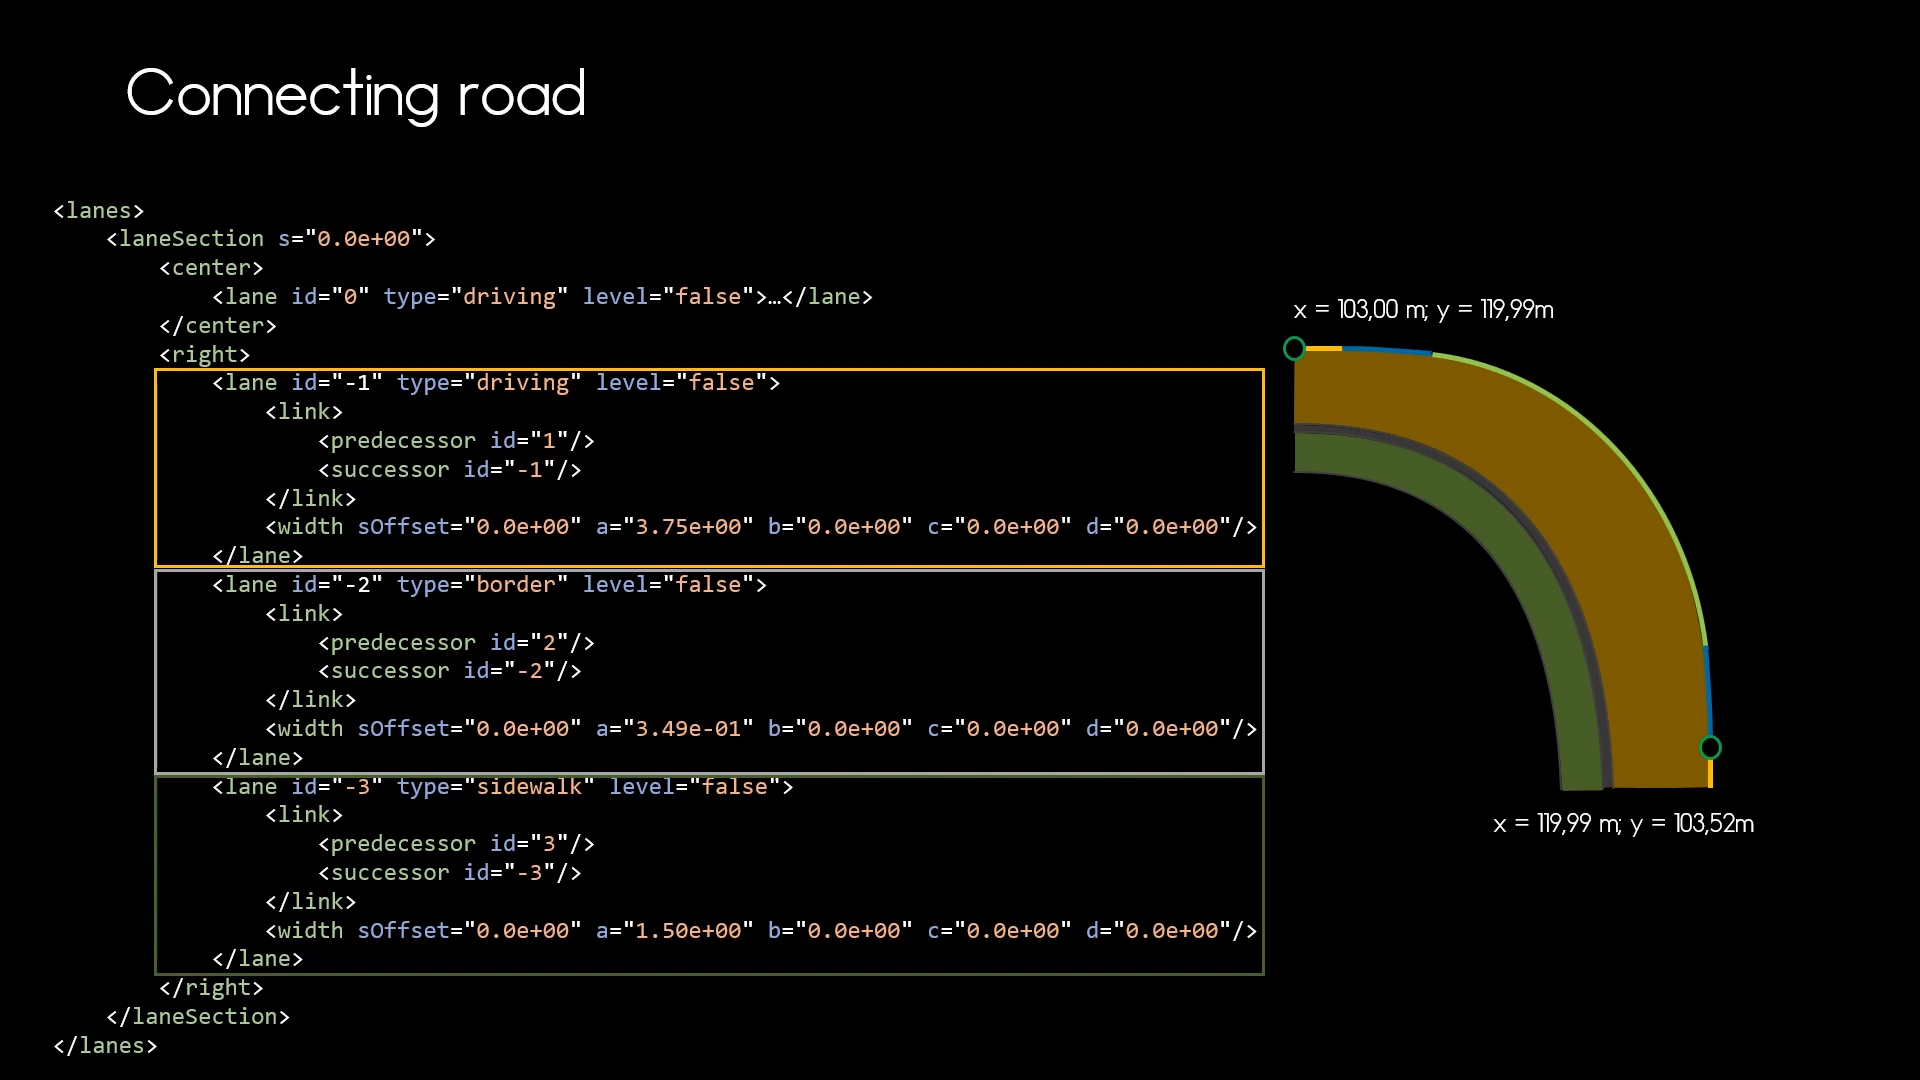 Connecting road
<lanes>
<laneSection s="0.0e+00">
<center>
<lane id="0" type="driving" level="false">…</lane>
</center>
<right>
<lane id="-1" type="driving" level="false">
<link>
<predecessor id="1"/>
<successor id="-1"/>
</link>
<width sOffset="0.0e+00" a="3.75e+00" b="0.0e+00" c="0.0e+00" d="0.0e+00"/>
</lane>
<lane id="-2" type="border" level="false">
<link>
<predecessor id="2"/>
<successor id="-2"/>
</link>
<width sOffset="0.0e+00" a="3.49e-01" b="0.0e+00" c="0.0e+00" d="0.0e+00"/>
</lane>
<lane id="-3" type="sidewalk" level="false">
<link>
<predecessor id="3"/>
<successor id="-3"/>
</link>
<width sOffset="0.0e+00" a="1.50e+00" b="0.0e+00" c="0.0e+00" d="0.0e+00"/>
</lane>
</right>
</laneSection>
</lanes>
x = 103,00 m; y = 119,99m
x = 119,99 m; y = 103,52m